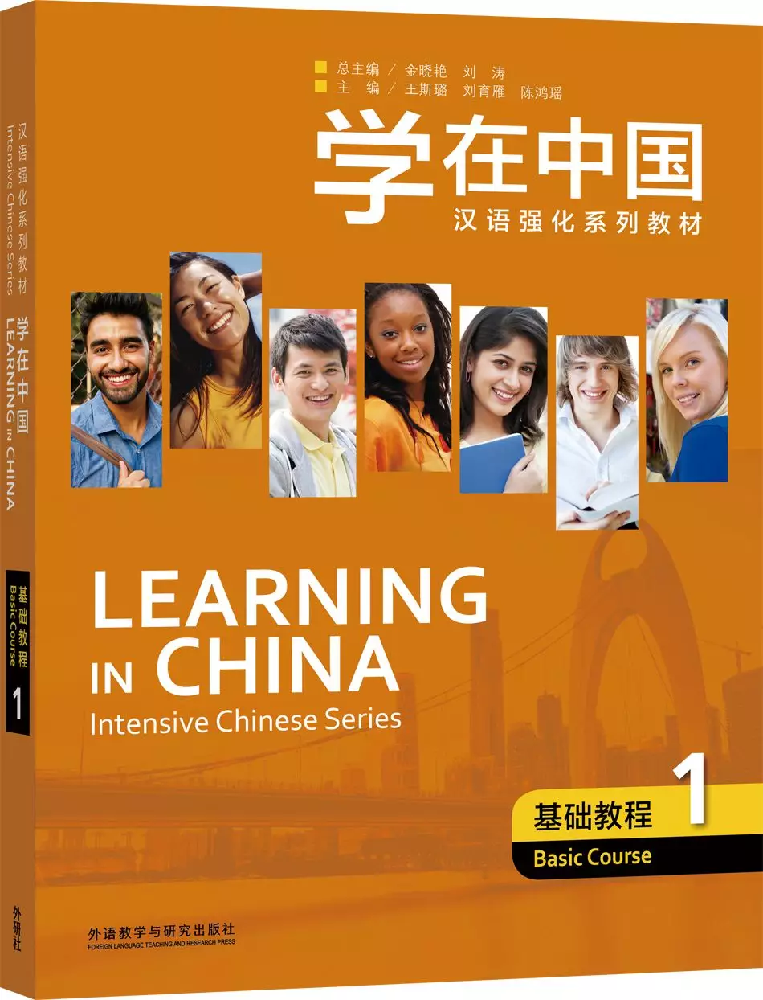 总主编 / 金晓艳 刘 涛
主 编 / 王斯璐 刘育雁 陈鸿瑶
学在中国
汉语强化系列教材
LEARNING
IN CHINA
Intensive Chinese Series
基础教程 1
Basic Course
外语教学与研究出版社
FOREIGN LANGUAGE TEACHING AND RESEARCH PRESS
汉语强化系列教材
Intensive Chinese Series
学在中国
LEARNING IN CHINA
基础教程
Basic Course
1
外研社